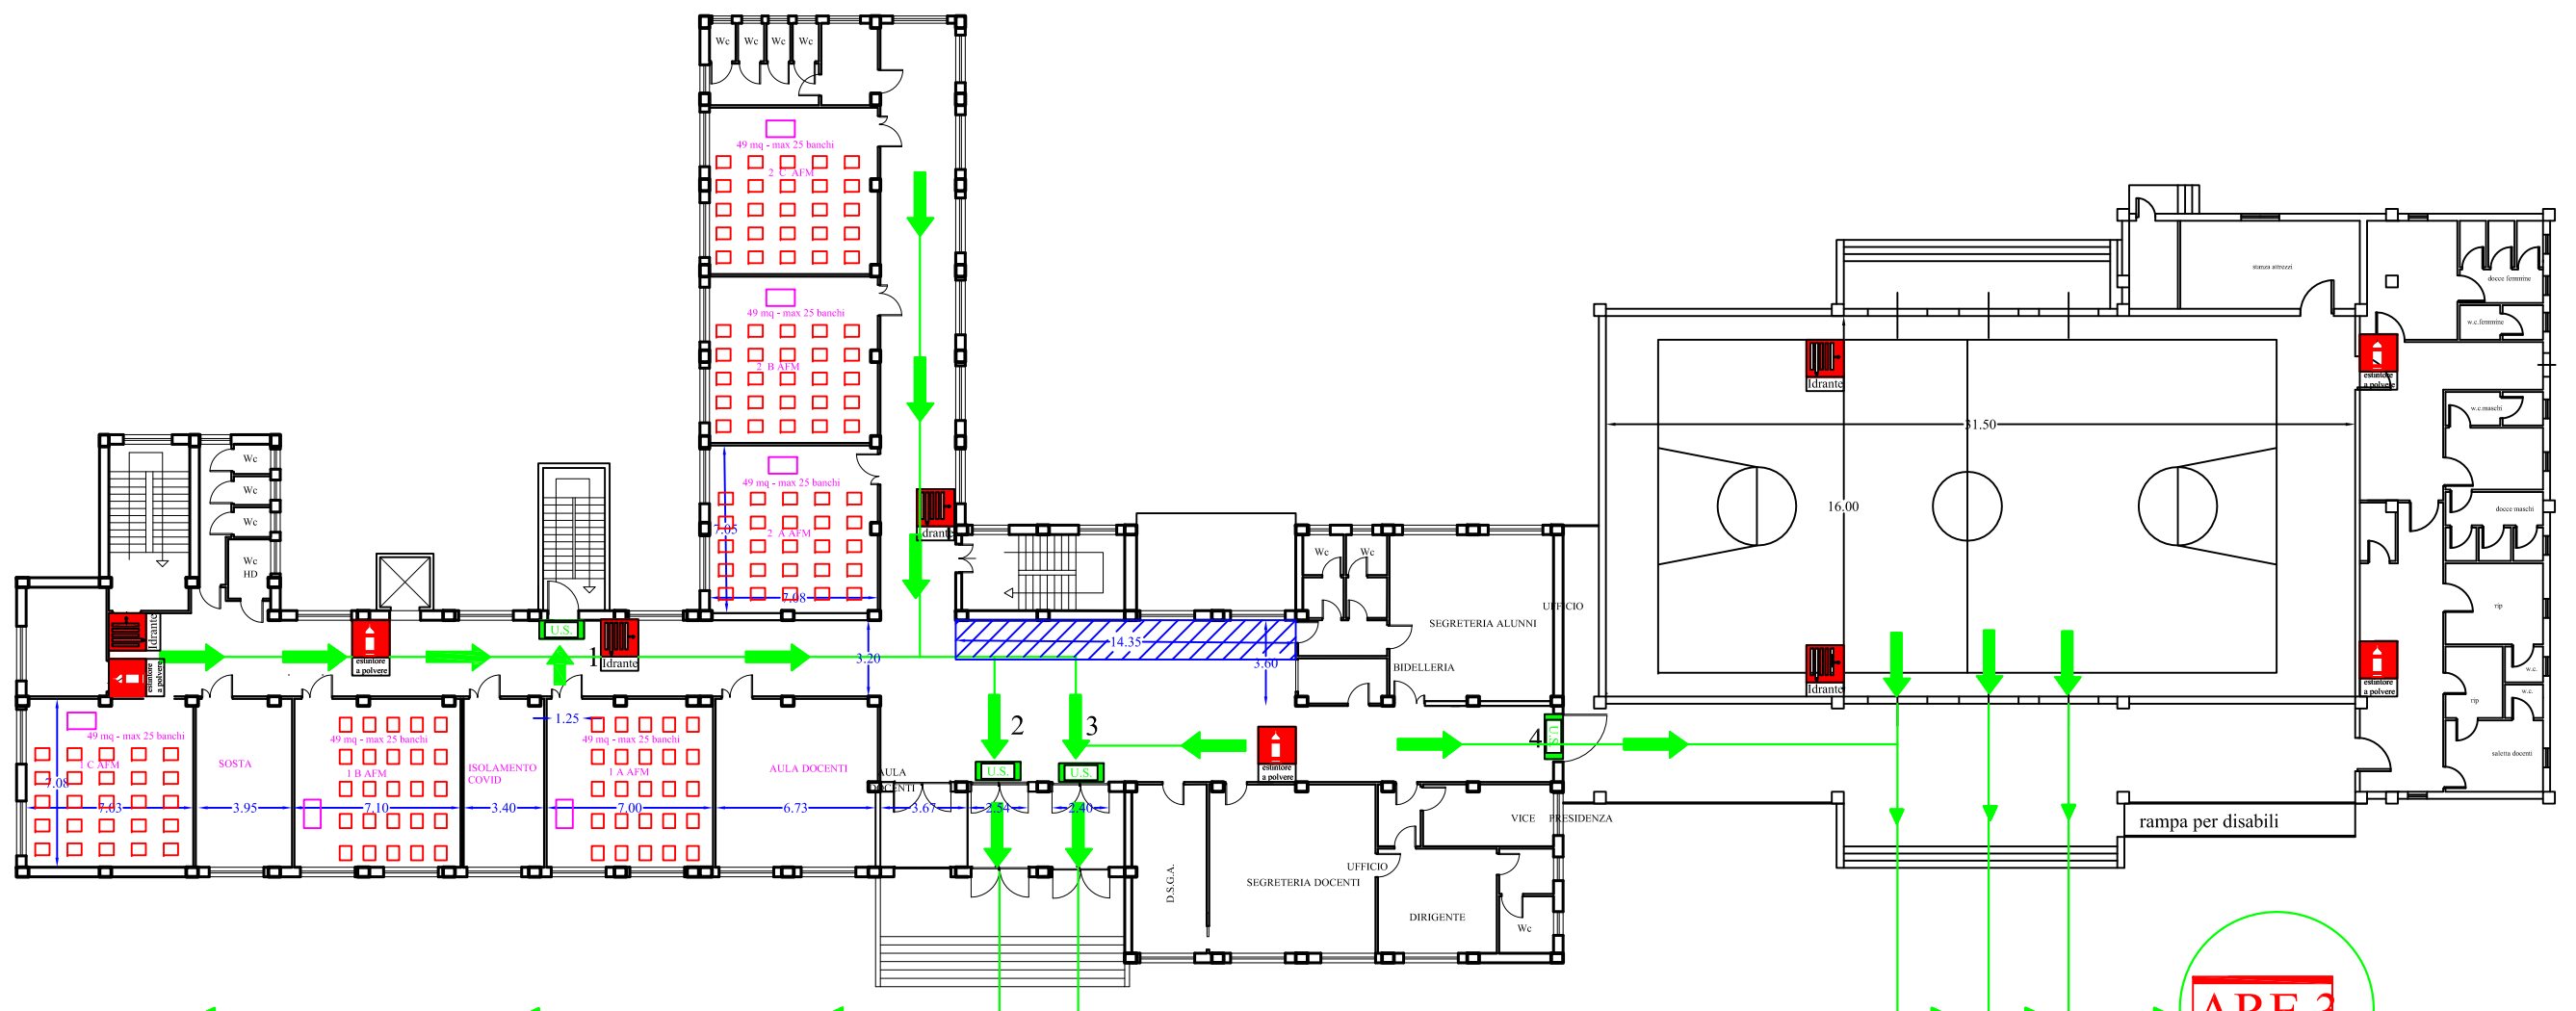 Wc
Wc
Wc
Wc
49 mq - max 25 banchi
2 C AFM
49 mq - max 25 banchi
2 B AFM
49 mq - max 25 banchi
2 A AFM
7.05
7.08
Idrante
Wc
Wc
Wc
Wc
HD
Idrante
estintore
a polvere
estintore
a polvere
U.S.
1
Idrante
3.20
14.35
3.60
49 mq - max 25 banchi
1 C AFM
7.08
7.03
SOSTA
3.95
49 mq - max 25 banchi
1 B AFM
7.10
ISOLAMENTO
COVID
3.40
1.25
49 mq - max 25 banchi
1 A AFM
7.00
AULA DOCENTI
6.73
AULA
DOCENTI
3.67
2
U.S.
2.54
3
U.S.
2.40
Wc
Wc
UFFICIO
SEGRETERIA ALUNNI
BIDELLERIA
estintore
a polvere
4
U.S.
D.S.G.A.
UFFICIO
SEGRETERIA DOCENTI
VICE PRESIDENZA
DIRIGENTE
Wc
Idrante
31.50
16.00
Idrante
stanza attrezzi
docce femmine
w.c.femmine
estintore
a polvere
w.c.maschi
docce maschi
rip
estintore
a polvere
w.c.
w.c.
rip
saletta docenti
rampa per disabili